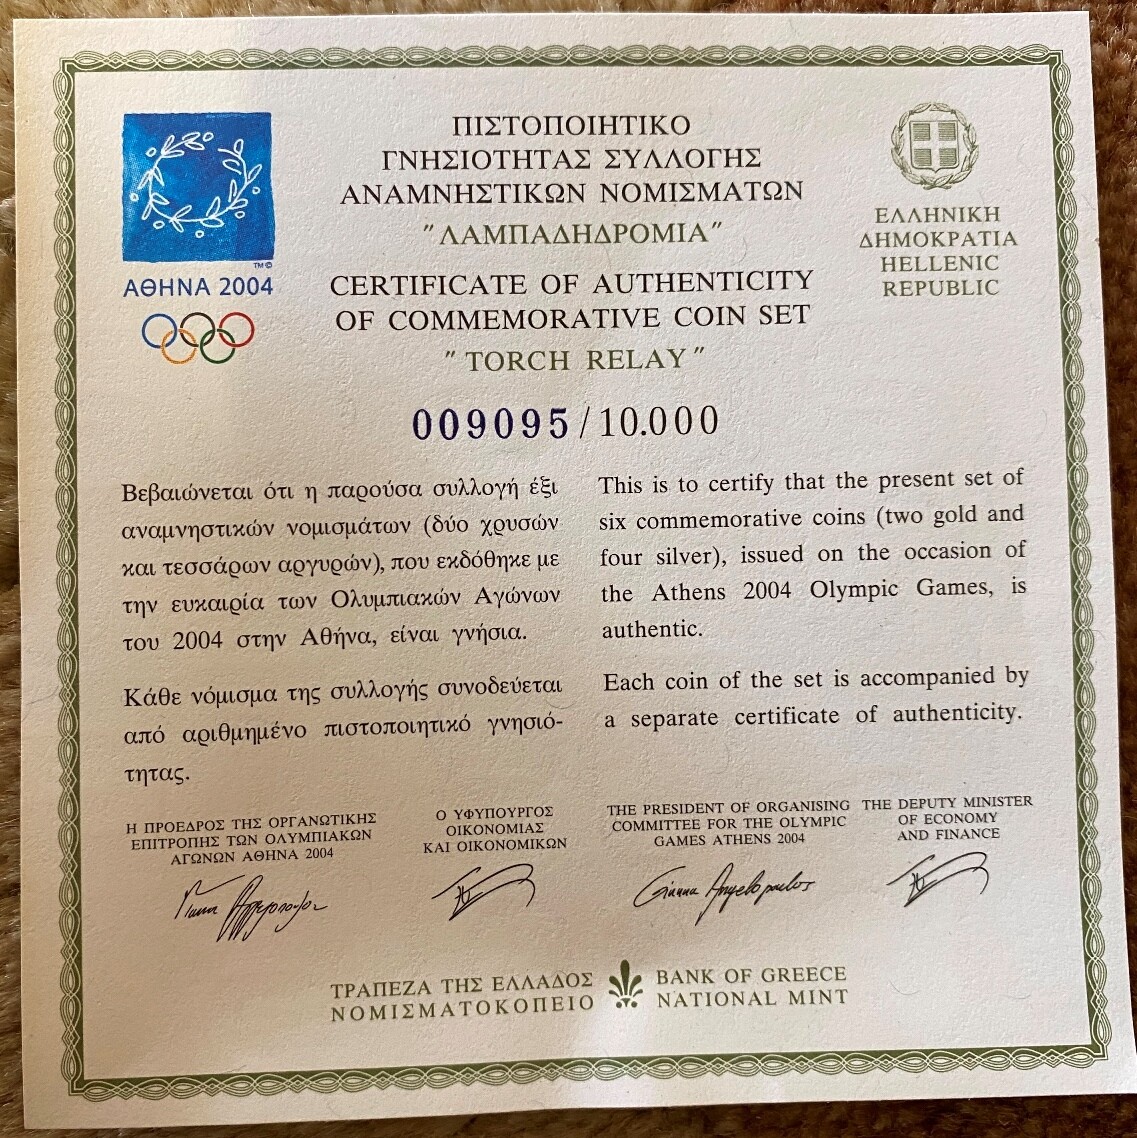 ΑΘΗΝΑ 2004
TM ©
ΠΙΣΤΟΠΟΙΗΤΙΚΟ
ΓΝΗΣΙΟΤΗΤΑΣ ΣΥΛΛΟΓΗΣ
ΑΝΑΜΝΗΣΤΙΚΩΝ ΝΟΜΙΣΜΑΤΩΝ
"ΛΑΜΠΑΔΗΔΡΟΜΙΑ"
CERTIFICATE OF AUTHENTICITY
OF COMMEMORATIVE COIN SET
"TORCH RELAY"
ΕΛΛΗΝΙΚΗ
ΔΗΜΟΚΡΑΤΙΑ
HELLENIC
REPUBLIC
009095/10.000
Βεβαιώνεται ότι η παρούσα συλλογή έξι
αναμνηστικών νομισμάτων (δύο χρυσών
και τεσσάρων αργυρών), που εκδόθηκε με
την ευκαιρία των Ολυμπιακών Αγώνων
του 2004 στην Αθήνα, είναι γνήσια.
Κάθε νόμισμα της συλλογής συνοδεύεται
από αριθμημένο πιστοποιητικό γνησιό-
τητας.
This is to certify that the present set of
six commemorative coins (two gold and
four silver), issued on the occasion of
the Athens 2004 Olympic Games, is
authentic.
Each coin of the set is accompanied by
a separate certificate of authenticity.
Η ΠΡΟΕΔΡΟΣ ΤΗΣ ΟΡΓΑΝΩΤΙΚΗΣ
ΕΠΙΤΡΟΠΗΣ ΤΩΝ ΟΛΥΜΠΙΑΚΩΝ
ΑΓΩΝΩΝ ΑΘΗΝΑ 2004
Ο ΥΦΥΠΟΥΡΓΟΣ
ΟΙΚΟΝΟΜΙΑΣ
ΚΑΙ ΟΙΚΟΝΟΜΙΚΩΝ
THE PRESIDENT OF ORGANISING
COMMITTEE FOR THE OLYMPIC
GAMES ATHENS 2004
THE DEPUTY MINISTER
OF ECONOMY
AND FINANCE
Gianna Angelopoulos
ΤΡΑΠΕΖΑ ΤΗΣ ΕΛΛΑΔΟΣ
ΝΟΜΙΣΜΑΤΟΚΟΠΕΙΟ
BANK OF GREECE
NATIONAL MINT